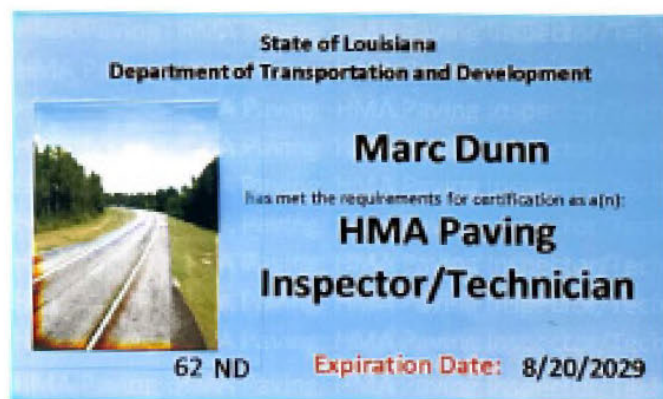 State of Louisiana
Department of Transportation and Development
Marc Dunn
has met the requirements for certification as a(n):
HMA Paving
Inspector/Technician
62 ND
Expiration Date: 8/20/2029